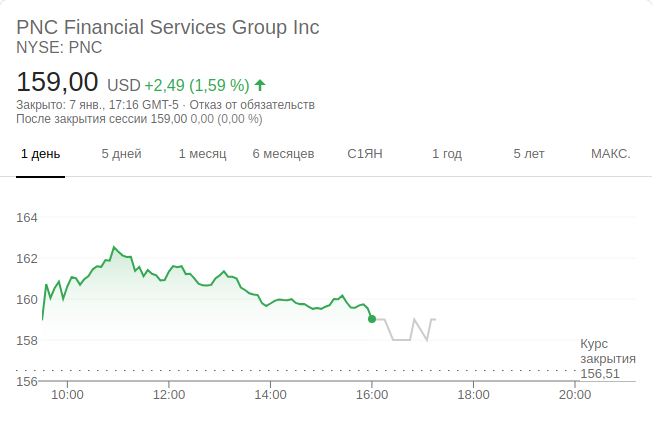 PNC Financial Services Group Inc
NYSE: PNC
159,00 USD +2,49 (1,59 %)
Закрыто: 7 янв., 17:16 GMT-5 · Отказ от обязательств
После закрытия сессии 159,00 0,00 (0,00 %)
1 день 5 дней 1 месяц 6 месяцев С1ЯН 1 год 5 лет МАКС.
164
162
160
158
Курс
закрытия
156,51
156
10:00 12:00 14:00 16:00 18:00 20:00